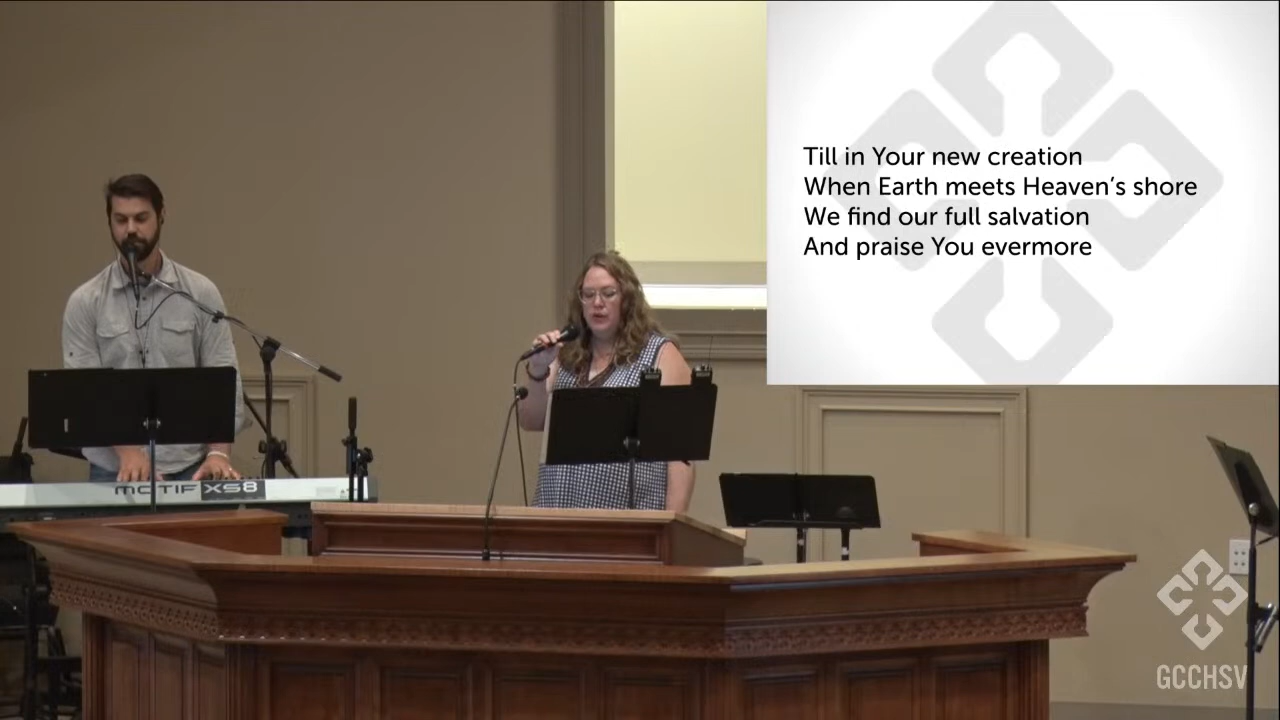 Till in Your new creation
When Earth meets Heaven's shore
We find our full salvation
And praise You evermore
MOTIF XS8
GCCHSV